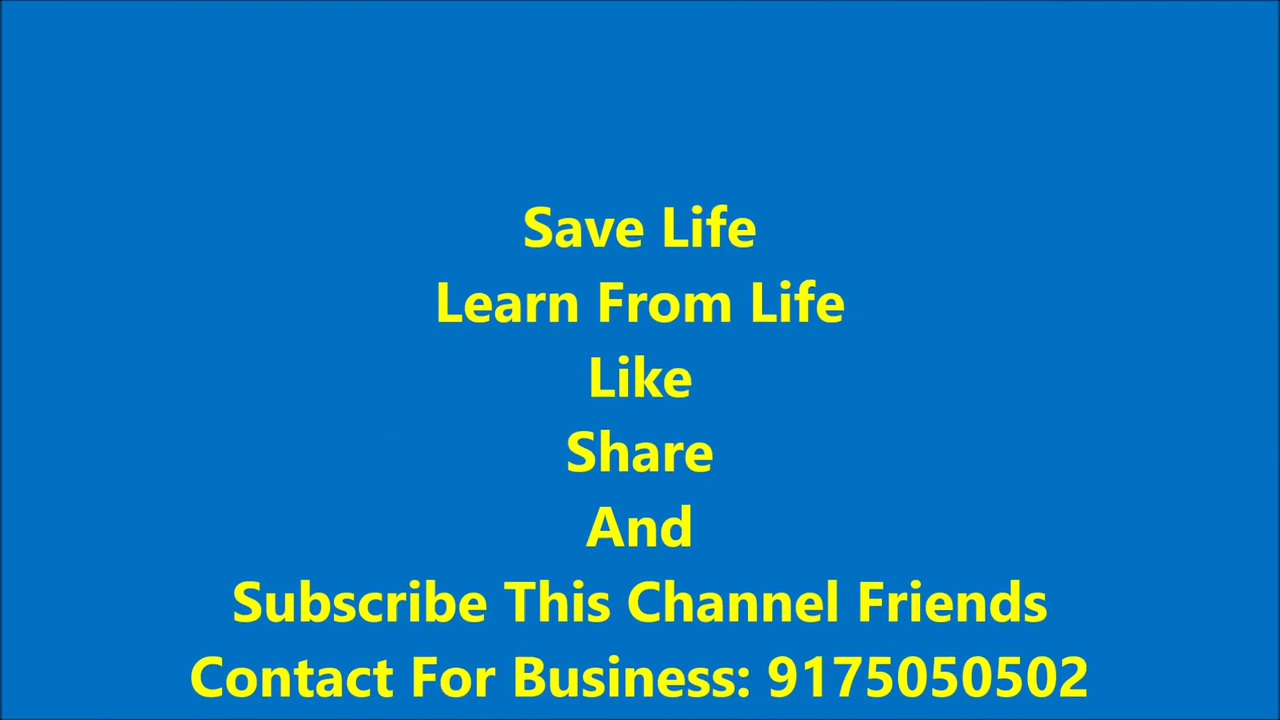 Save Life
Learn From Life
Like
Share
And
Subscribe This Channel Friends
Contact For Business: 9175050502